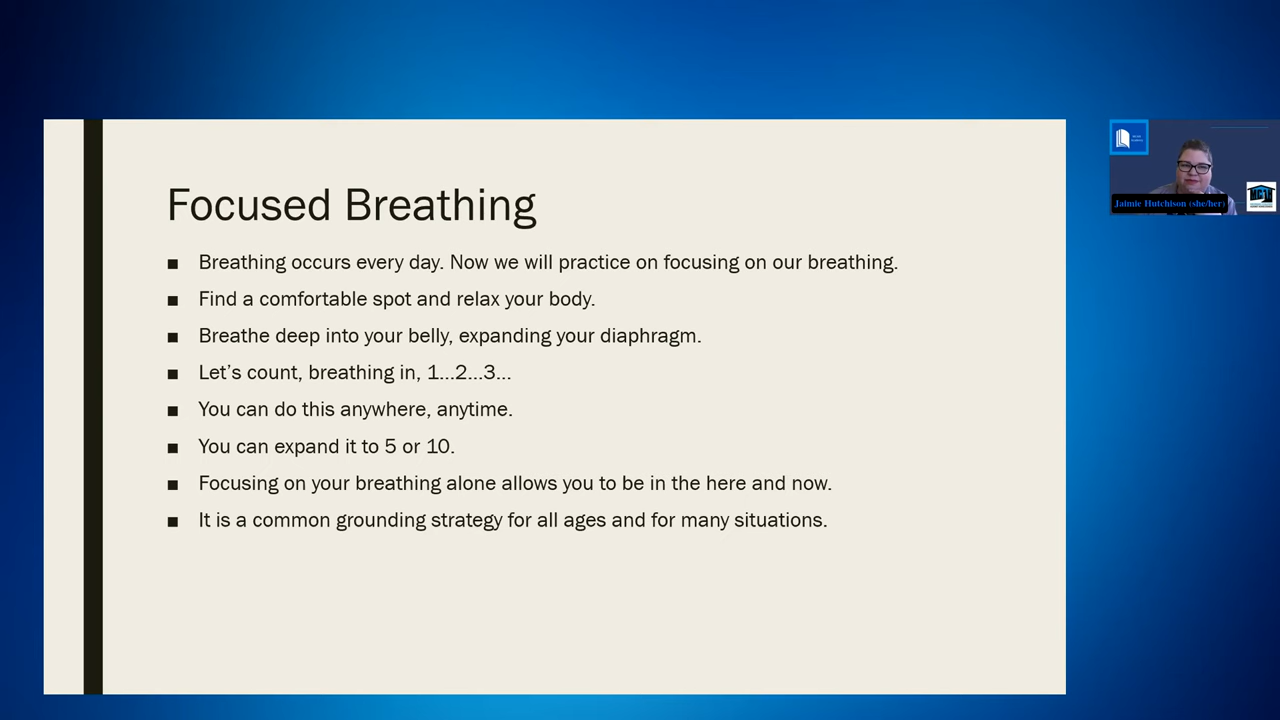 Focused Breathing
■ Breathing occurs every day. Now we will practice on focusing on our breathing.
■ Find a comfortable spot and relax your body.
■ Breathe deep into your belly, expanding your diaphragm.
■ Let’s count, breathing in, 1...2...3...
■ You can do this anywhere, anytime.
■ You can expand it to 5 or 10.
■ Focusing on your breathing alone allows you to be in the here and now.
■ It is a common grounding strategy for all ages and for many situations.
Jaimie Hutchison (she/her)